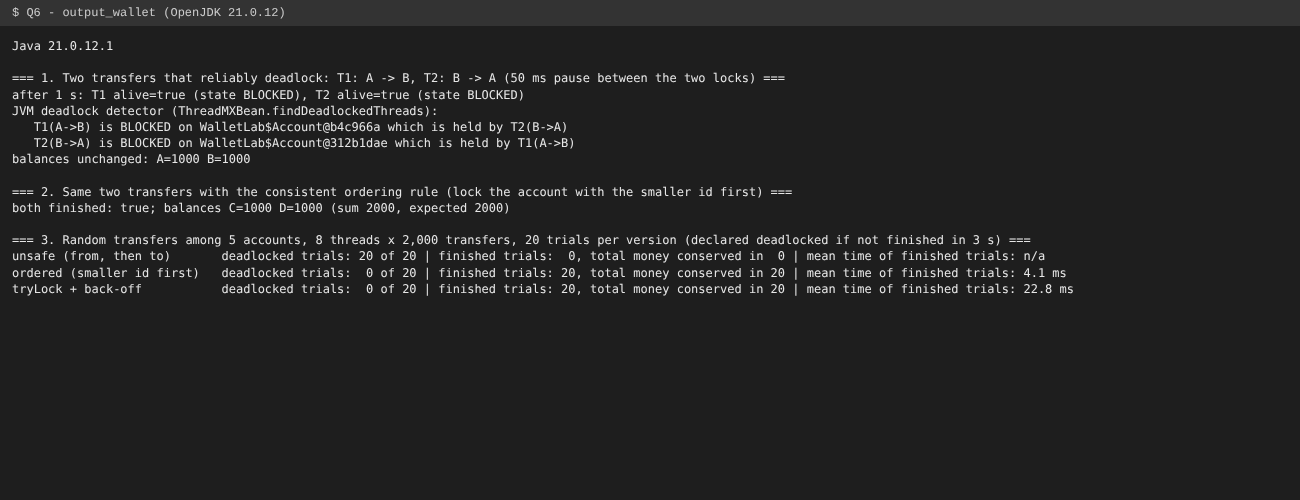 $ Q6 - output_wallet (OpenJDK 21.0.12)
Java 21.0.12.1
=== 1. Two transfers that reliably deadlock: T1: A -> B, T2: B -> A (50 ms pause between the two locks) ===
after 1 s: T1 alive=true (state BLOCKED), T2 alive=true (state BLOCKED)
JVM deadlock detector (ThreadMXBean.findDeadlockedThreads):
   T1(A->B) is BLOCKED on WalletLab$Account@b4c966a which is held by T2(B->A)
   T2(B->A) is BLOCKED on WalletLab$Account@312b1dae which is held by T1(A->B)
balances unchanged: A=1000 B=1000
=== 2. Same two transfers with the consistent ordering rule (lock the account with the smaller id first) ===
both finished: true; balances C=1000 D=1000 (sum 2000, expected 2000)
=== 3. Random transfers among 5 accounts, 8 threads x 2,000 transfers, 20 trials per version (declared deadlocked if not finished in 3 s) ===
unsafe (from, then to)       deadlocked trials: 20 of 20 | finished trials:  0, total money conserved in  0 | mean time of finished trials: n/a
ordered (smaller id first)   deadlocked trials:  0 of 20 | finished trials: 20, total money conserved in 20 | mean time of finished trials: 4.1 ms
tryLock + back-off           deadlocked trials:  0 of 20 | finished trials: 20, total money conserved in 20 | mean time of finished trials: 22.8 ms